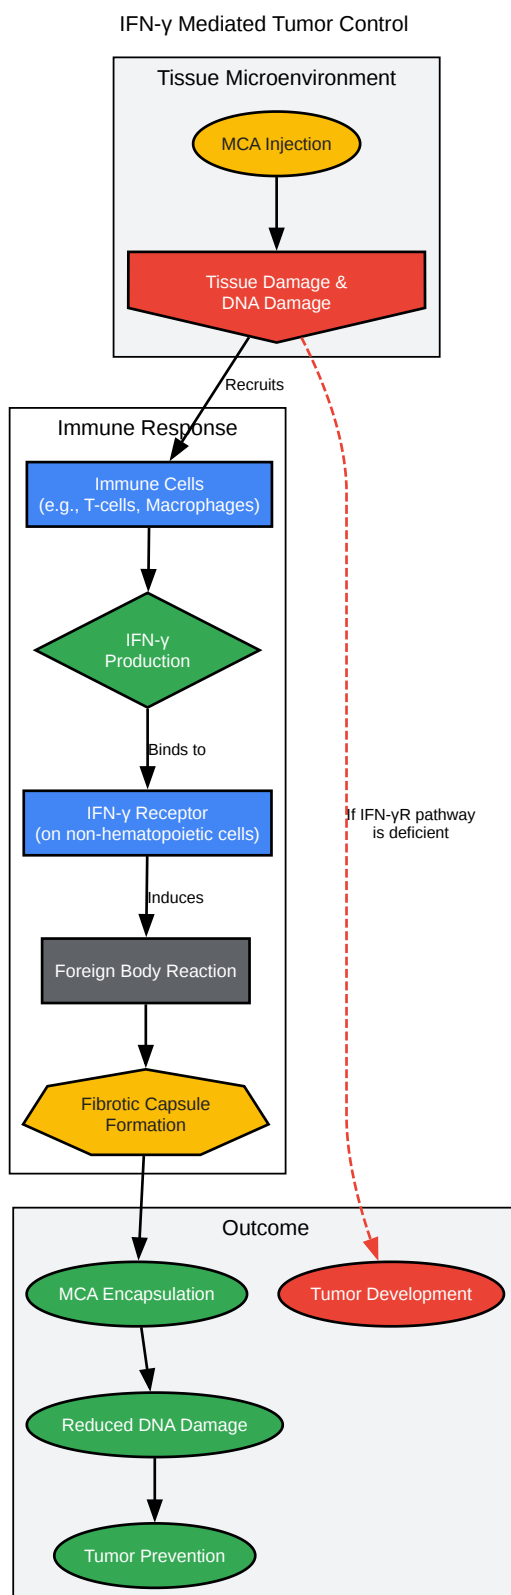 IFN-γ Mediated Tumor Control
Tissue Microenvironment
MCA Injection
Tissue Damage &
DNA Damage
Recruits
Immune Response
Immune Cells
(e.g., T-cells, Macrophages)
IFN-γ
Production
Binds to
IFN-γ Receptor
(on non-hematopoietic cells)
If IFN-γR pathway
is deficient
Induces
Foreign Body Reaction
Fibrotic Capsule
Formation
Outcome
MCA Encapsulation
Tumor Development
Reduced DNA Damage
Tumor Prevention